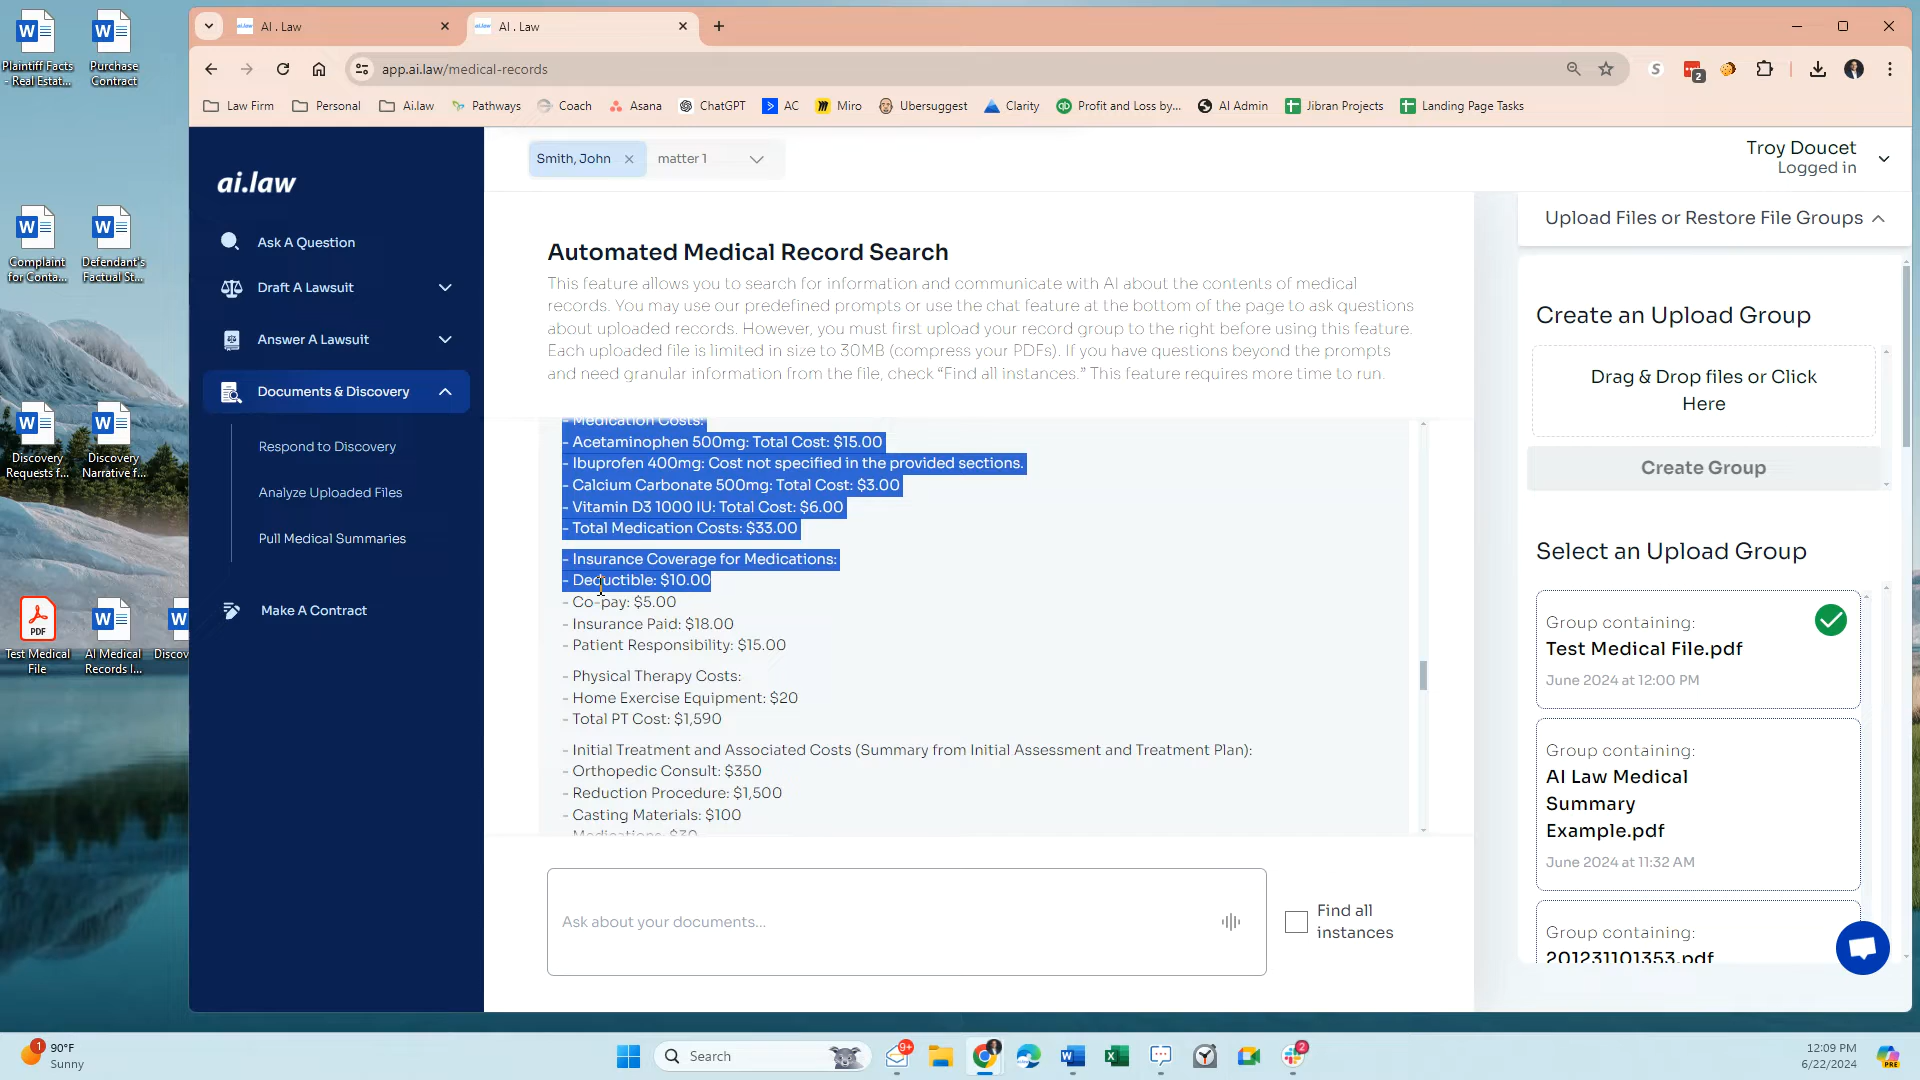 Plaintiff Facts
- Real Estat...
Purchase
Contract
Complaint
for Conta...
Defendant's
Factual St...
Discovery
Requests f...
Discovery
Narrative f...
PDF
Test Medical
File
AI Medical
Records I...
Discov
AI . Law
AI . Law
app.ai.law/medical-records
2
Law Firm
Personal
Ai.law
Pathways
Coach
Asana
ChatGPT
AC
Miro
Ubersuggest
Clarity
Profit and Loss by...
AI Admin
Jibran Projects
Landing Page Tasks
ai.law
Ask A Question
Draft A Lawsuit
Answer A Lawsuit
Documents & Discovery
Respond to Discovery
Analyze Uploaded Files
Pull Medical Summaries
Make A Contract
Smith, John
matter 1
Troy Doucet
Logged in
Automated Medical Record Search
This feature allows you to search for information and communicate with AI about the contents of medical
records. You may use our predefined prompts or use the chat feature at the bottom of the page to ask questions
about uploaded records. However, you must first upload your record group to the right before using this feature.
Each uploaded file is limited in size to 30MB (compress your PDFs). If you have questions beyond the prompts
and need granular information from the file, check “Find all instances.” This feature requires more time to run.
- Medication Costs:
- Acetaminophen 500mg: Total Cost: $15.00
- Ibuprofen 400mg: Cost not specified in the provided sections.
- Calcium Carbonate 500mg: Total Cost: $3.00
- Vitamin D3 1000 IU: Total Cost: $6.00
- Total Medication Costs: $33.00
- Insurance Coverage for Medications:
- Deductible: $10.00
- Co-pay: $5.00
- Insurance Paid: $18.00
- Patient Responsibility: $15.00
- Physical Therapy Costs:
- Home Exercise Equipment: $20
- Total PT Cost: $1,590
- Initial Treatment and Associated Costs (Summary from Initial Assessment and Treatment Plan):
- Orthopedic Consult: $350
- Reduction Procedure: $1,500
- Casting Materials: $100
- Medications: $30
Ask about your documents...
Find all
instances
Upload Files or Restore File Groups
Create an Upload Group
Drag & Drop files or Click
Here
Create Group
Select an Upload Group
Group containing:
Test Medical File.pdf
June 2024 at 12:00 PM
Group containing:
AI Law Medical
Summary
Example.pdf
June 2024 at 11:32 AM
Group containing:
201231101353.pdf
1
90°F
Sunny
Search
9+
2
12:09 PM
6/22/2024
PRE